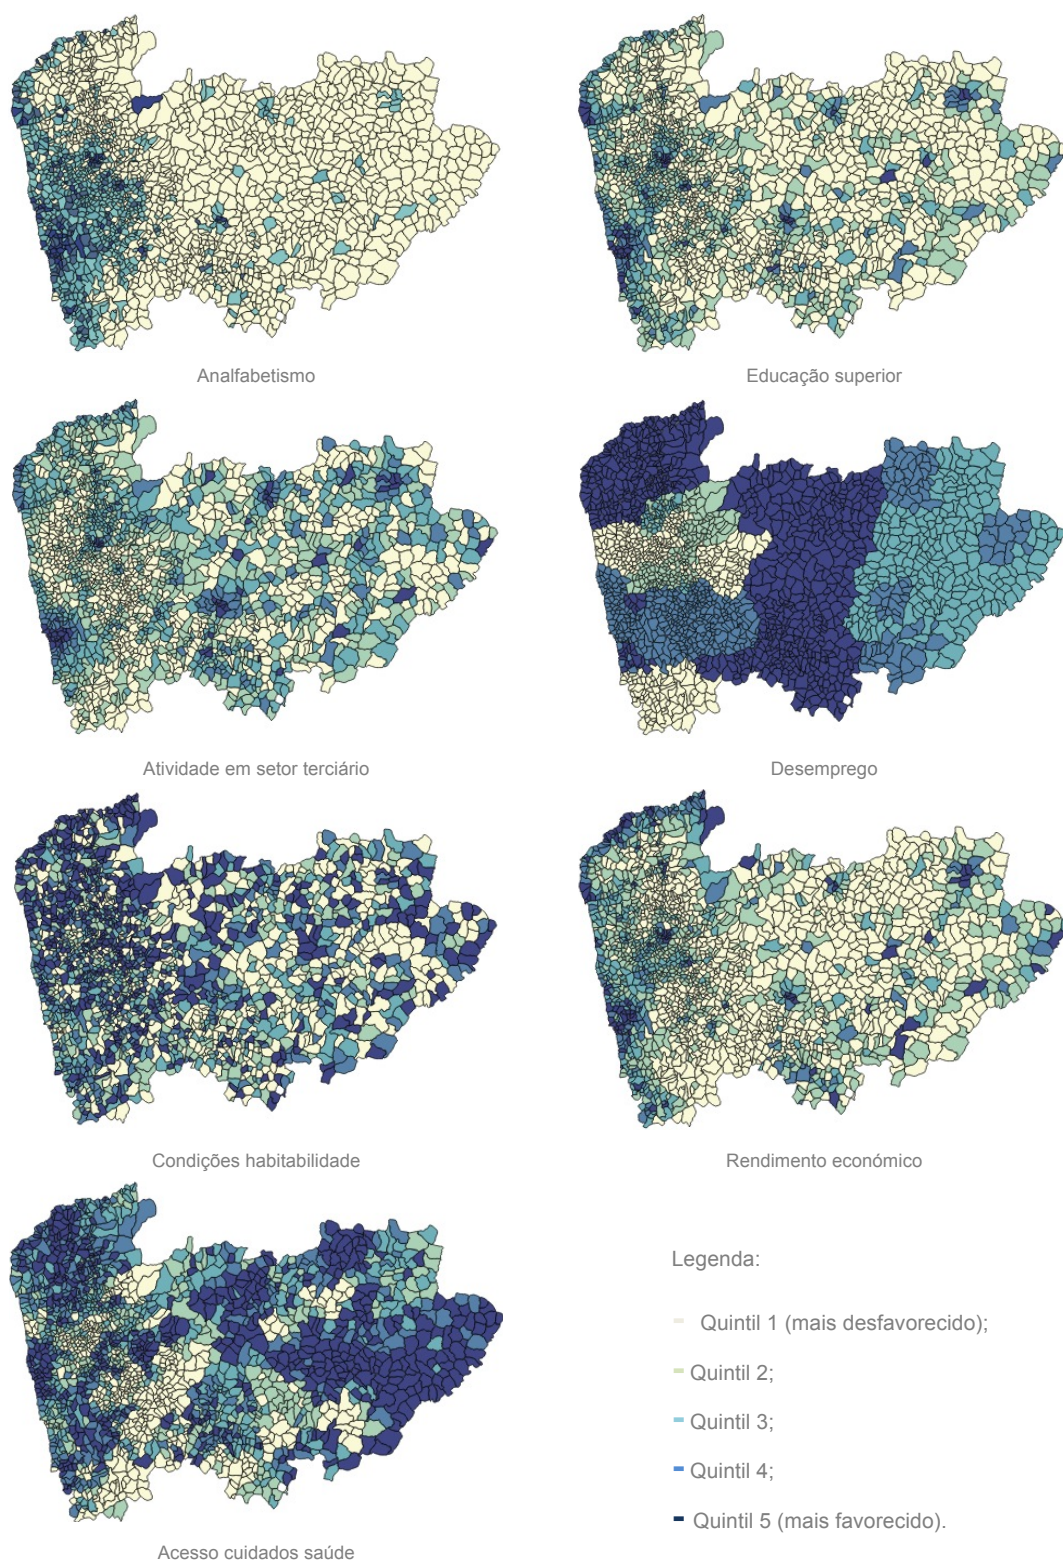 Analfabetismo
Educação superior
Atividade em setor terciário
Desemprego
Condições habitabilidade
Rendimento económico
Acesso cuidados saúde
Legenda:
Quintil 1 (mais desfavorecido);
Quintil 2;
Quintil 3;
Quintil 4;
Quintil 5 (mais favorecido).